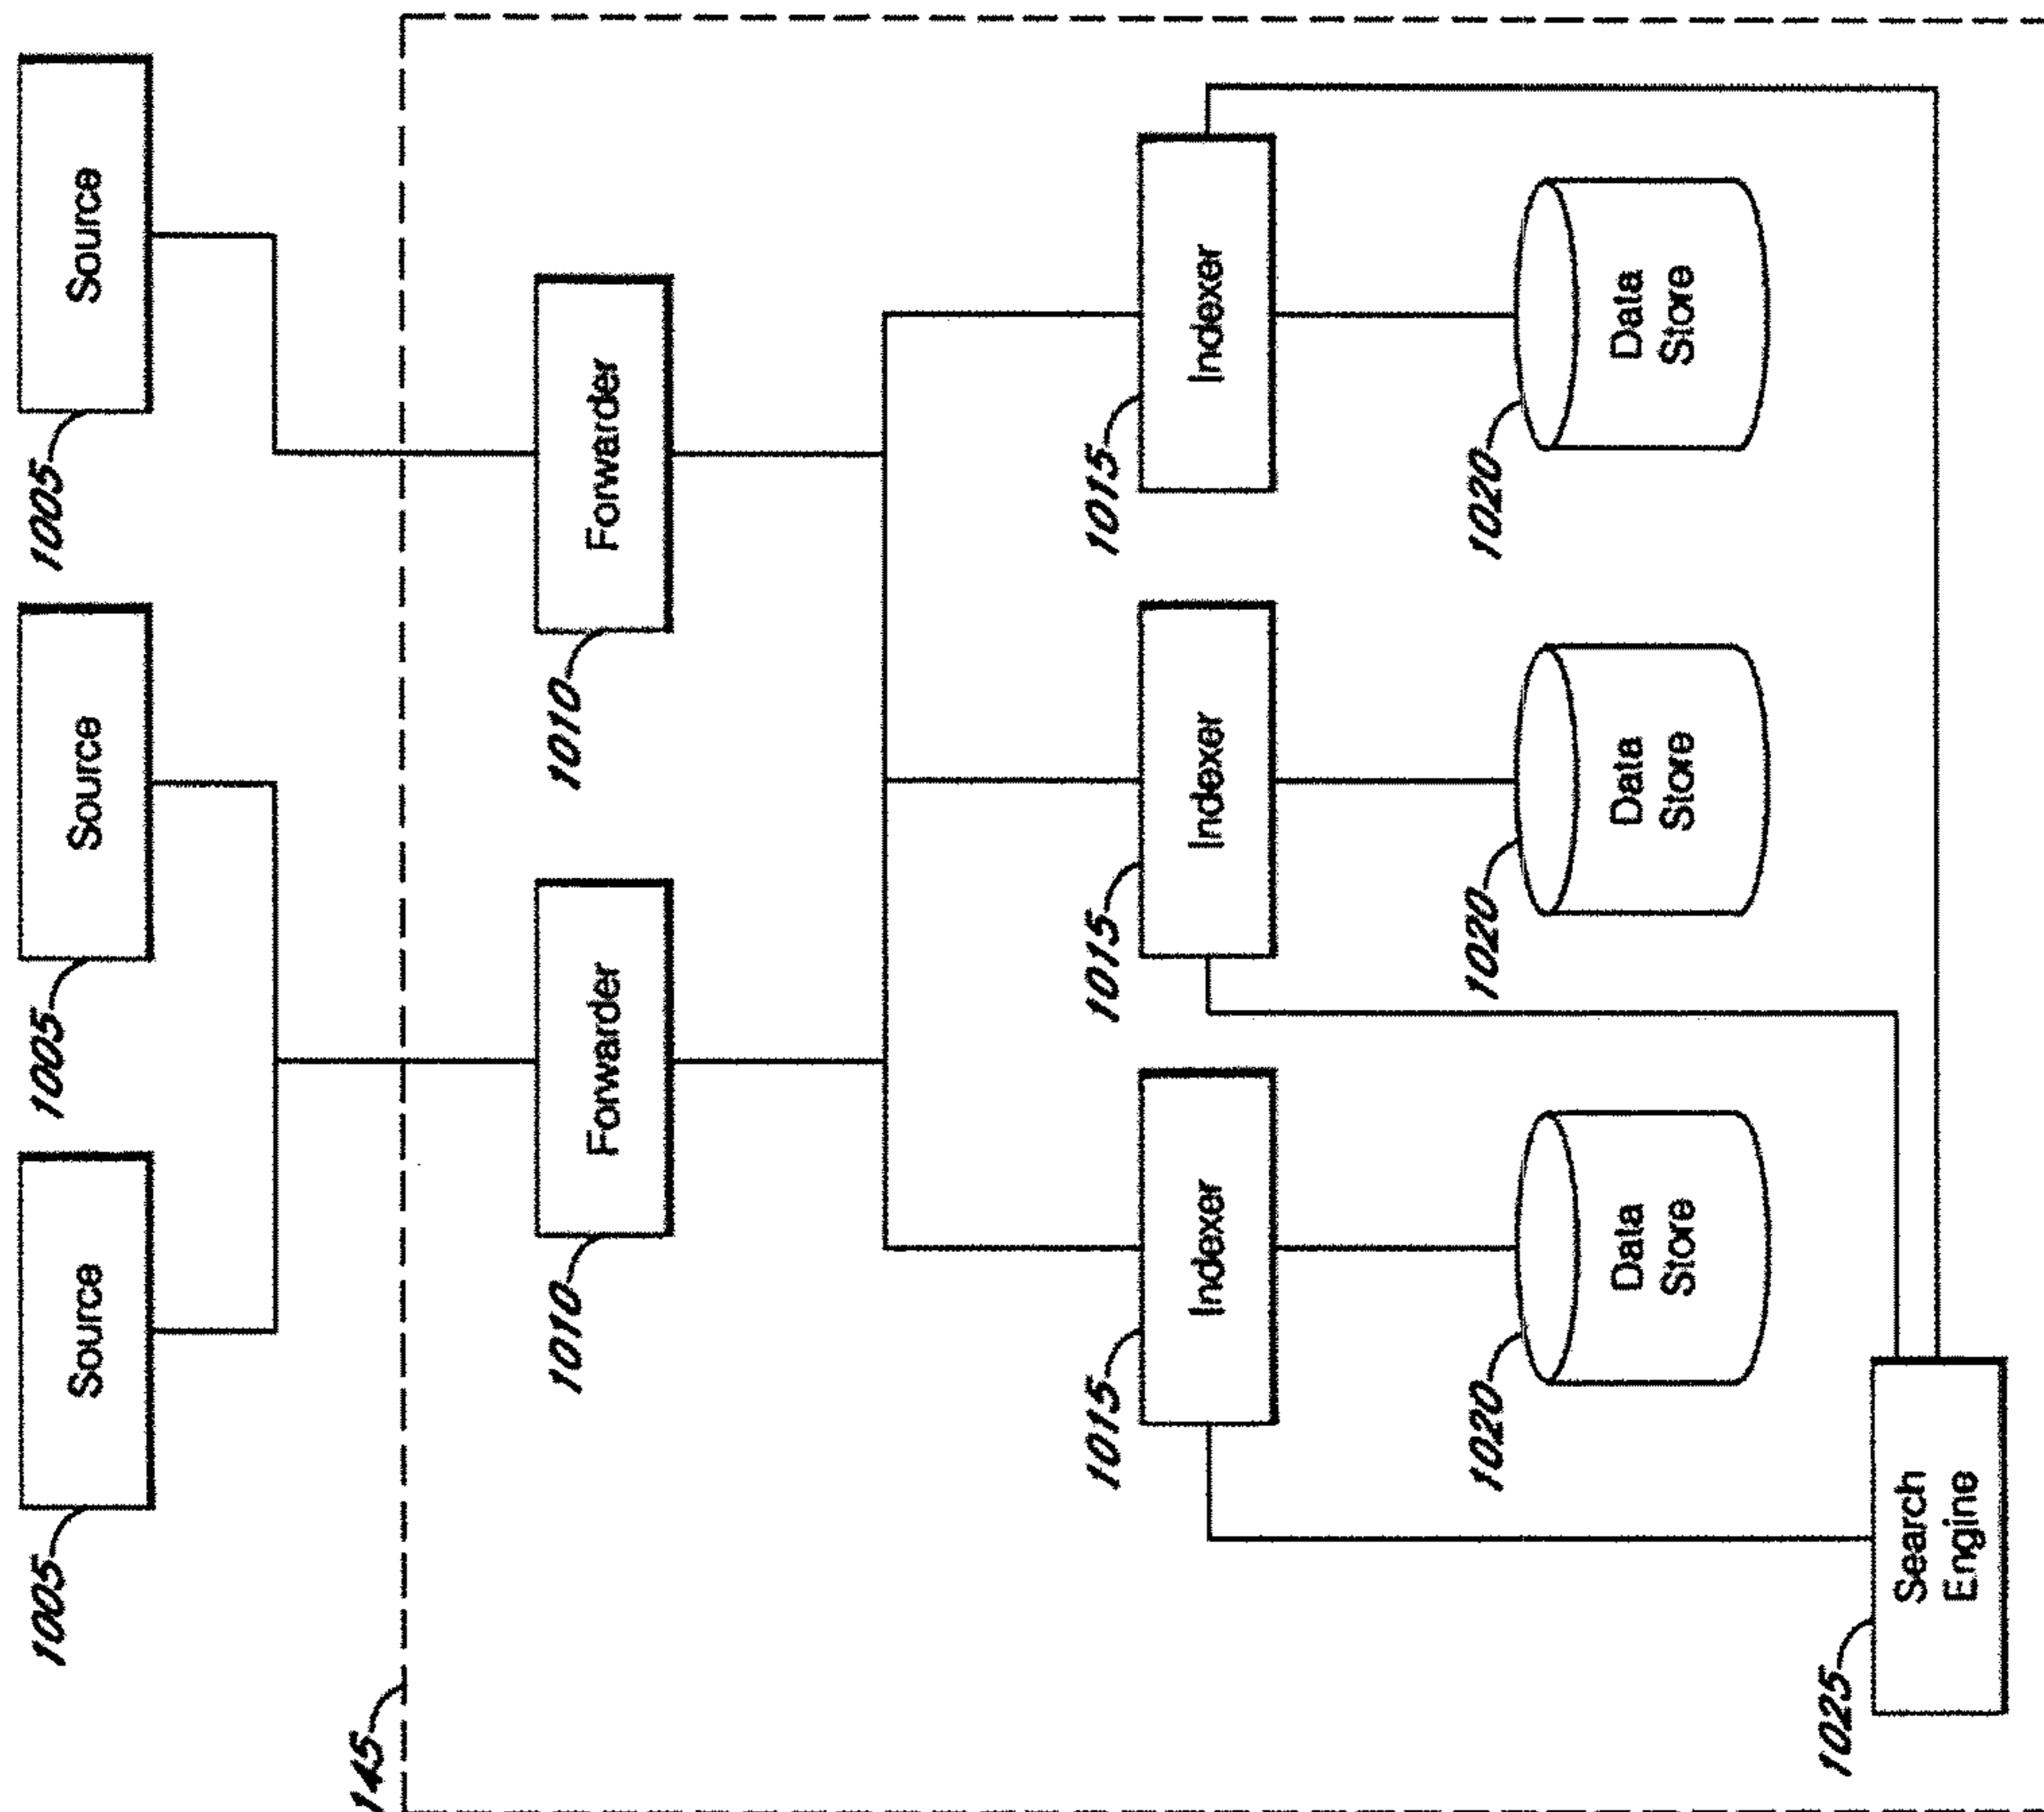 145
1005
Source
1005
Source
1005
Source
1010
Forwarder
1010
Forwarder
1015
Indexer
1015
Indexer
1015
Indexer
1020
Data
Store
1020
Data
Store
1020
Data
Store
1025
Search
Engine